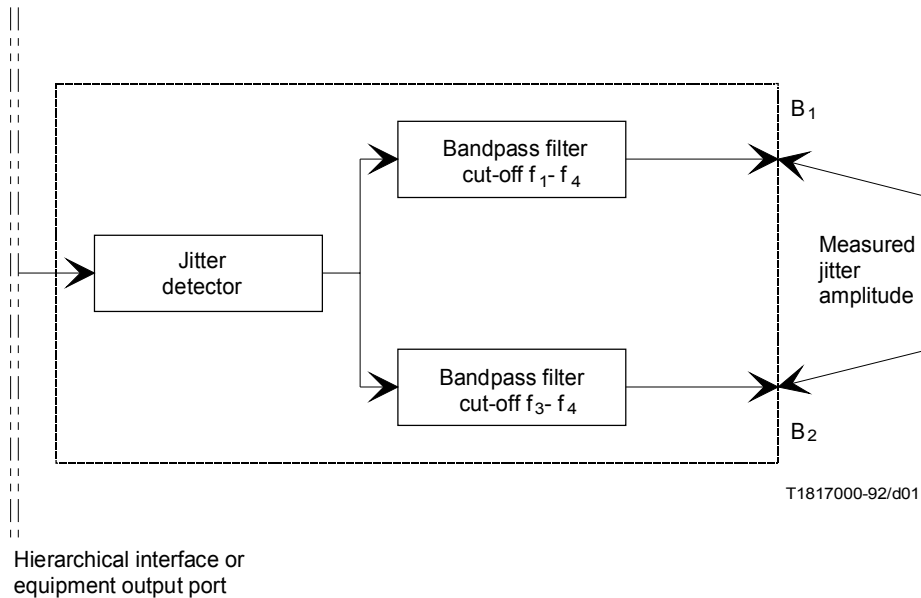 B1
Bandpass filter
cut-off f1- f4
Jitter
detector
Measured
jitter
amplitude
Bandpass filter
cut-off f3- f4
B2
T1817000-92/d01
Hierarchical interface or
equipment output port